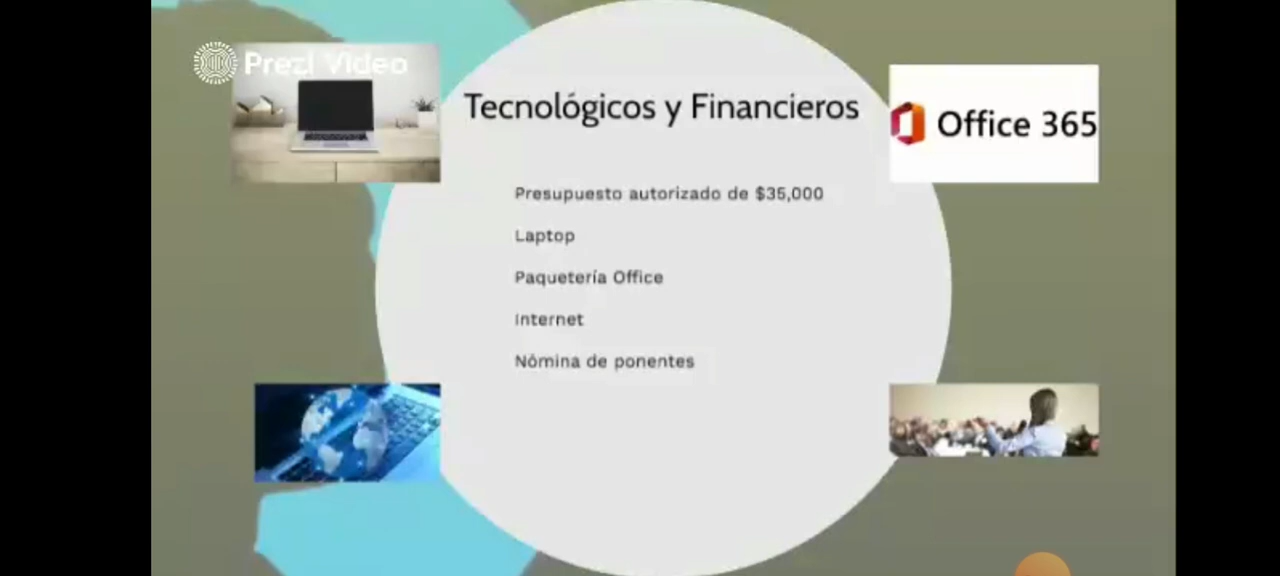 Prezi Video
Tecnológicos y Financieros
Office 365
Presupuesto autorizado de $35,000
Laptop
Paquetería Office
Internet
Nómina de ponentes